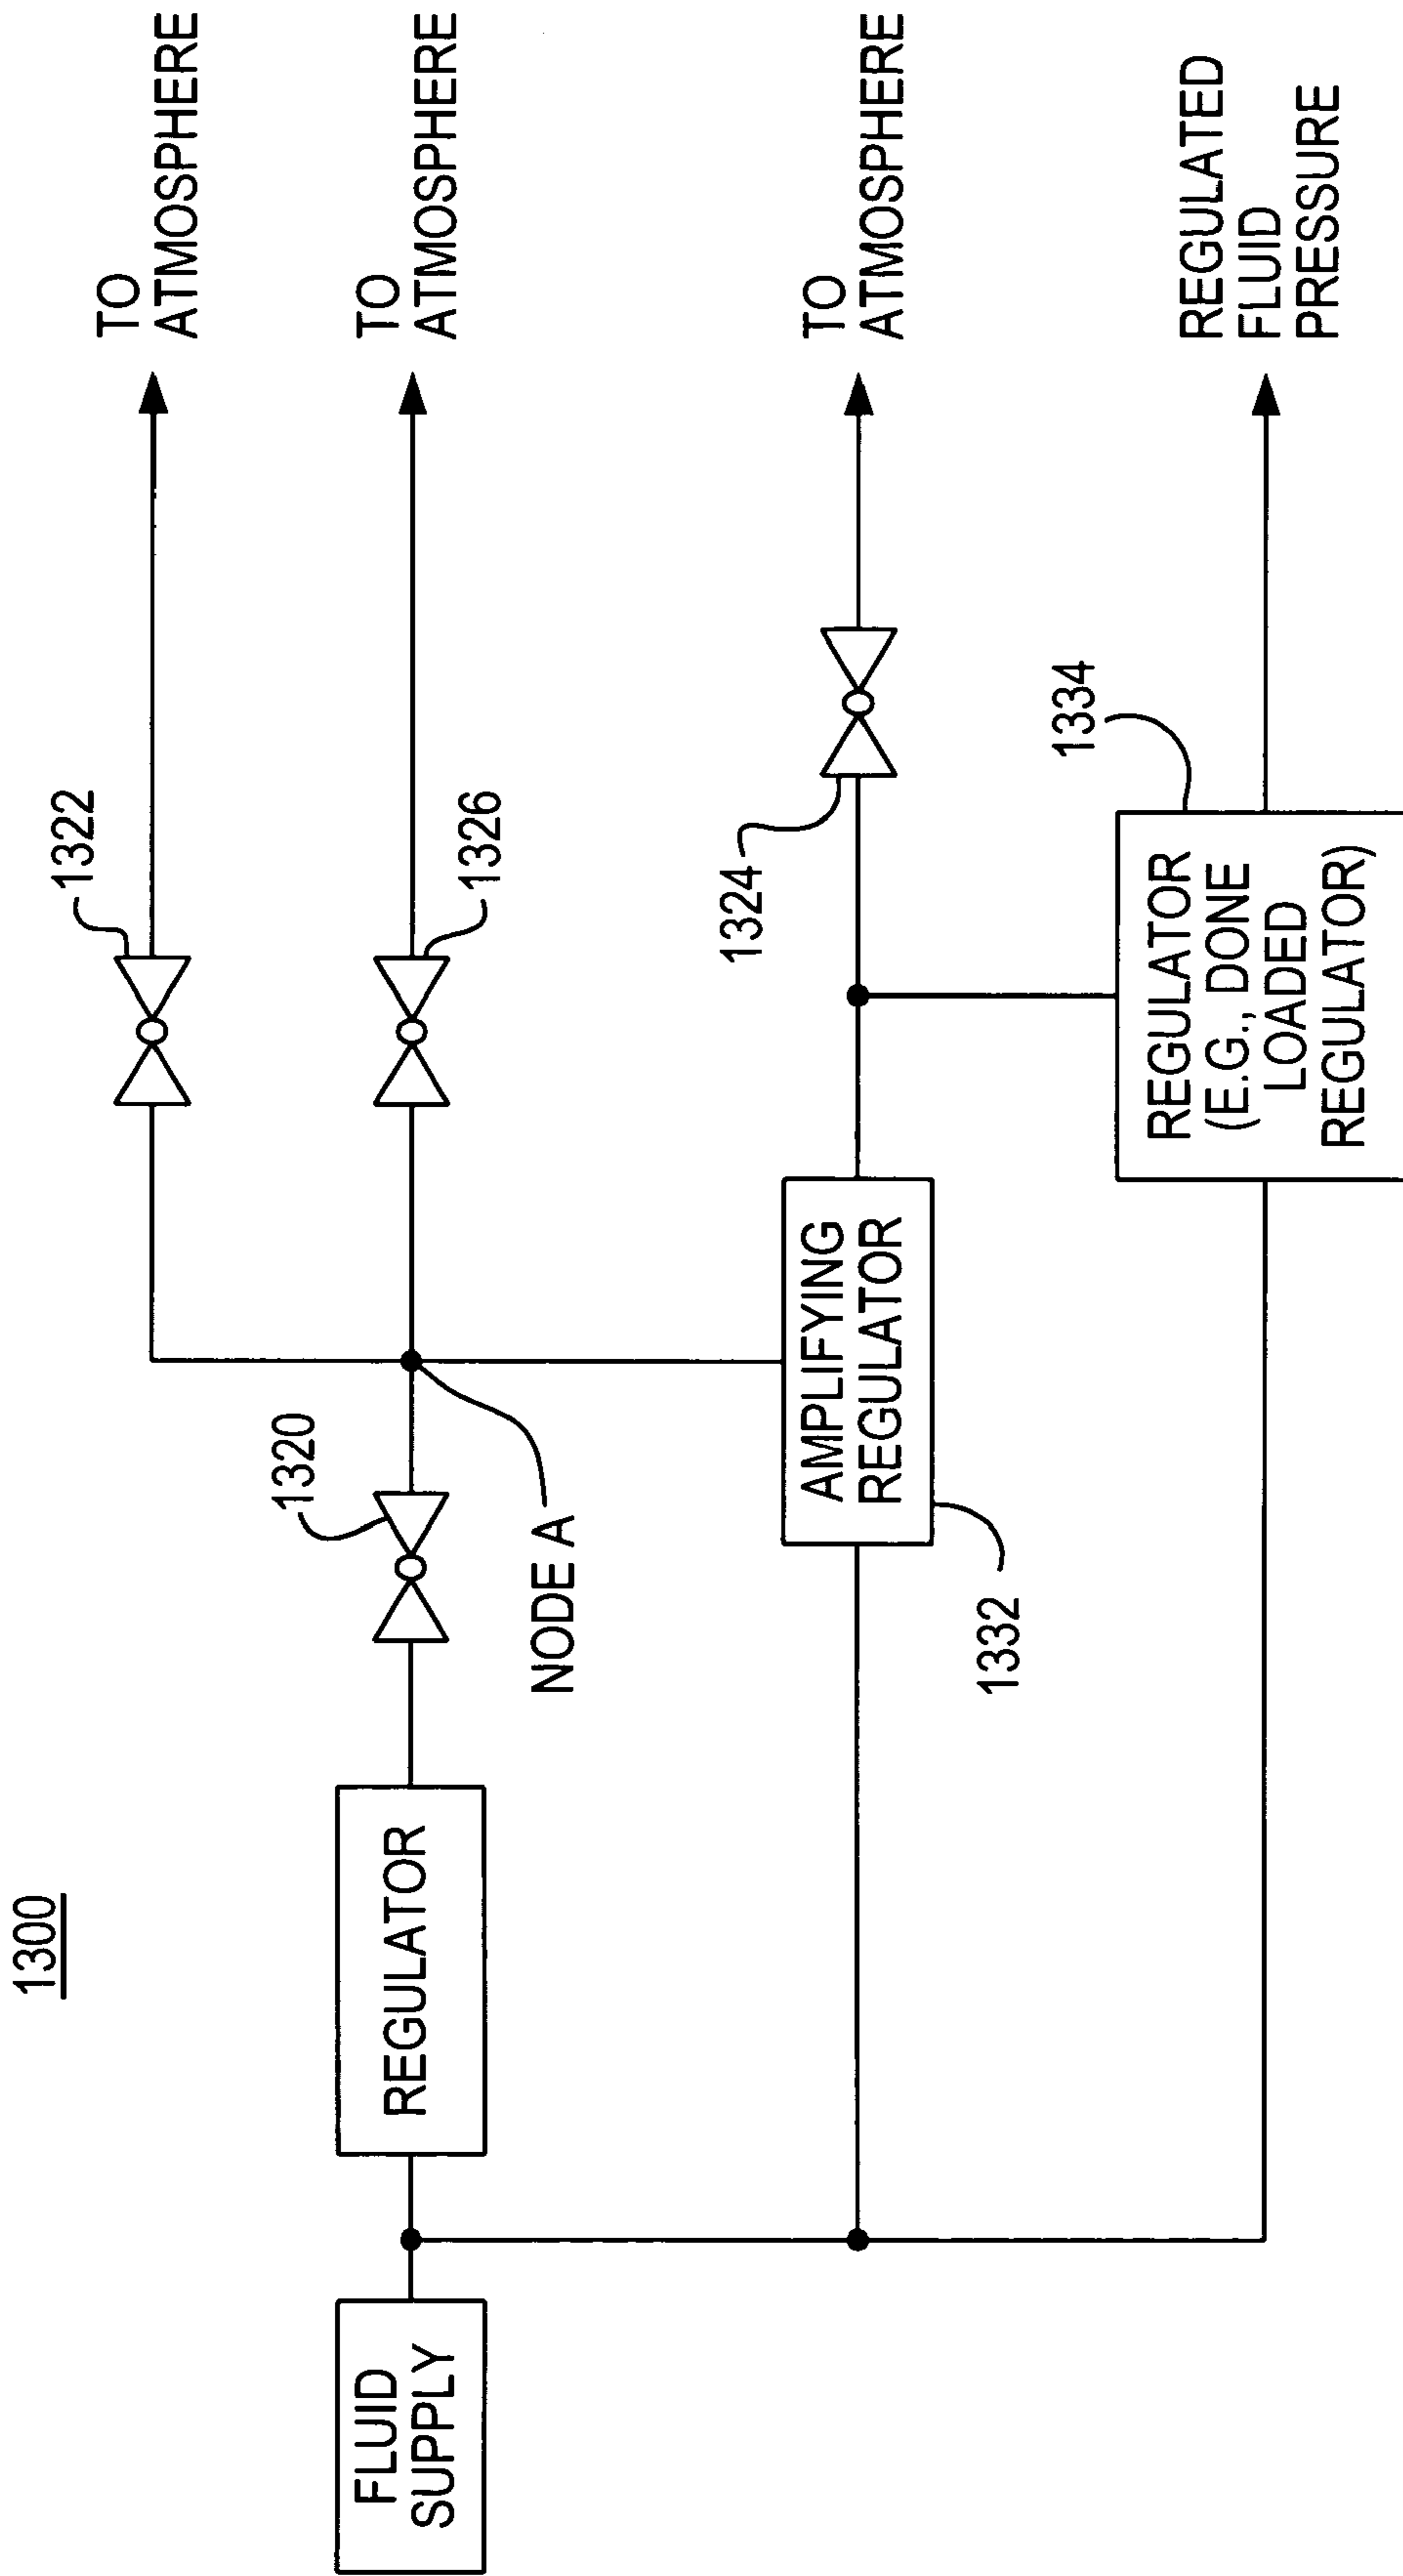 1300
FLUID
SUPPLY
REGULATOR
1320
NODE A
1322
TO
ATMOSPHERE
1326
TO
ATMOSPHERE
AMPLIFYING
REGULATOR
1332
1324
TO
ATMOSPHERE
REGULATOR
(E.G., DONE
LOADED
REGULATOR)
1334
REGULATED
FLUID
PRESSURE